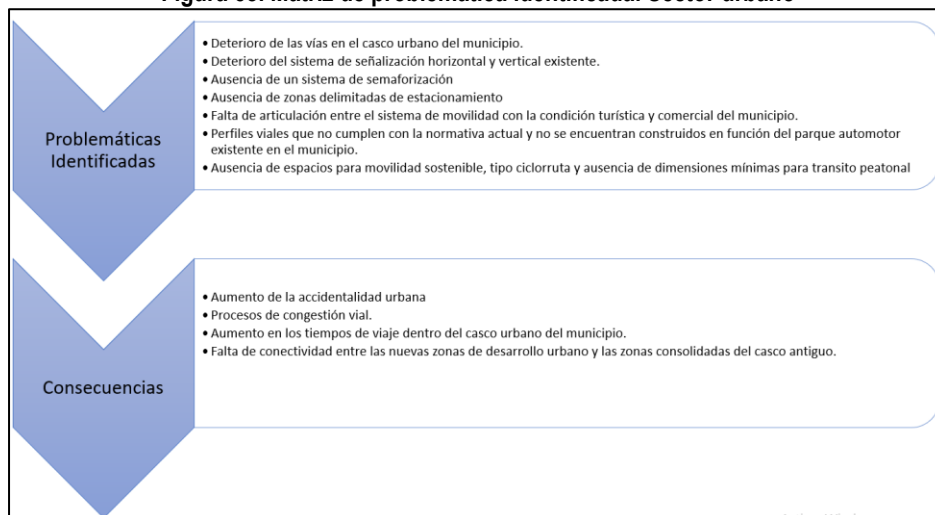 Figura 35. Matriz de problemática identificada. Sector urbano
• Deterioro de las vías en el casco urbano del municipio.
• Deterioro del sistema de señalización horizontal y vertical existente.
• Ausencia de un sistema de semaforización
• Ausencia de zonas delimitadas de estacionamiento
• Falta de articulación entre el sistema de movilidad con la condición turística y comercial del municipio.
• Perfiles viales que no cumplen con la normativa actual y no se encuentran construidos en función del parque automotor
existente en el municipio.
• Ausencia de espacios para movilidad sostenible, tipo ciclorruta y ausencia de dimensiones mínimas para transito peatonal
Problemáticas
Identificadas
• Aumento de la accidentalidad urbana
• Procesos de congestión vial.
• Aumento en los tiempos de viaje dentro del casco urbano del municipio.
• Falta de conectividad entre las nuevas zonas de desarrollo urbano y las zonas consolidadas del casco antiguo.
Consecuencias